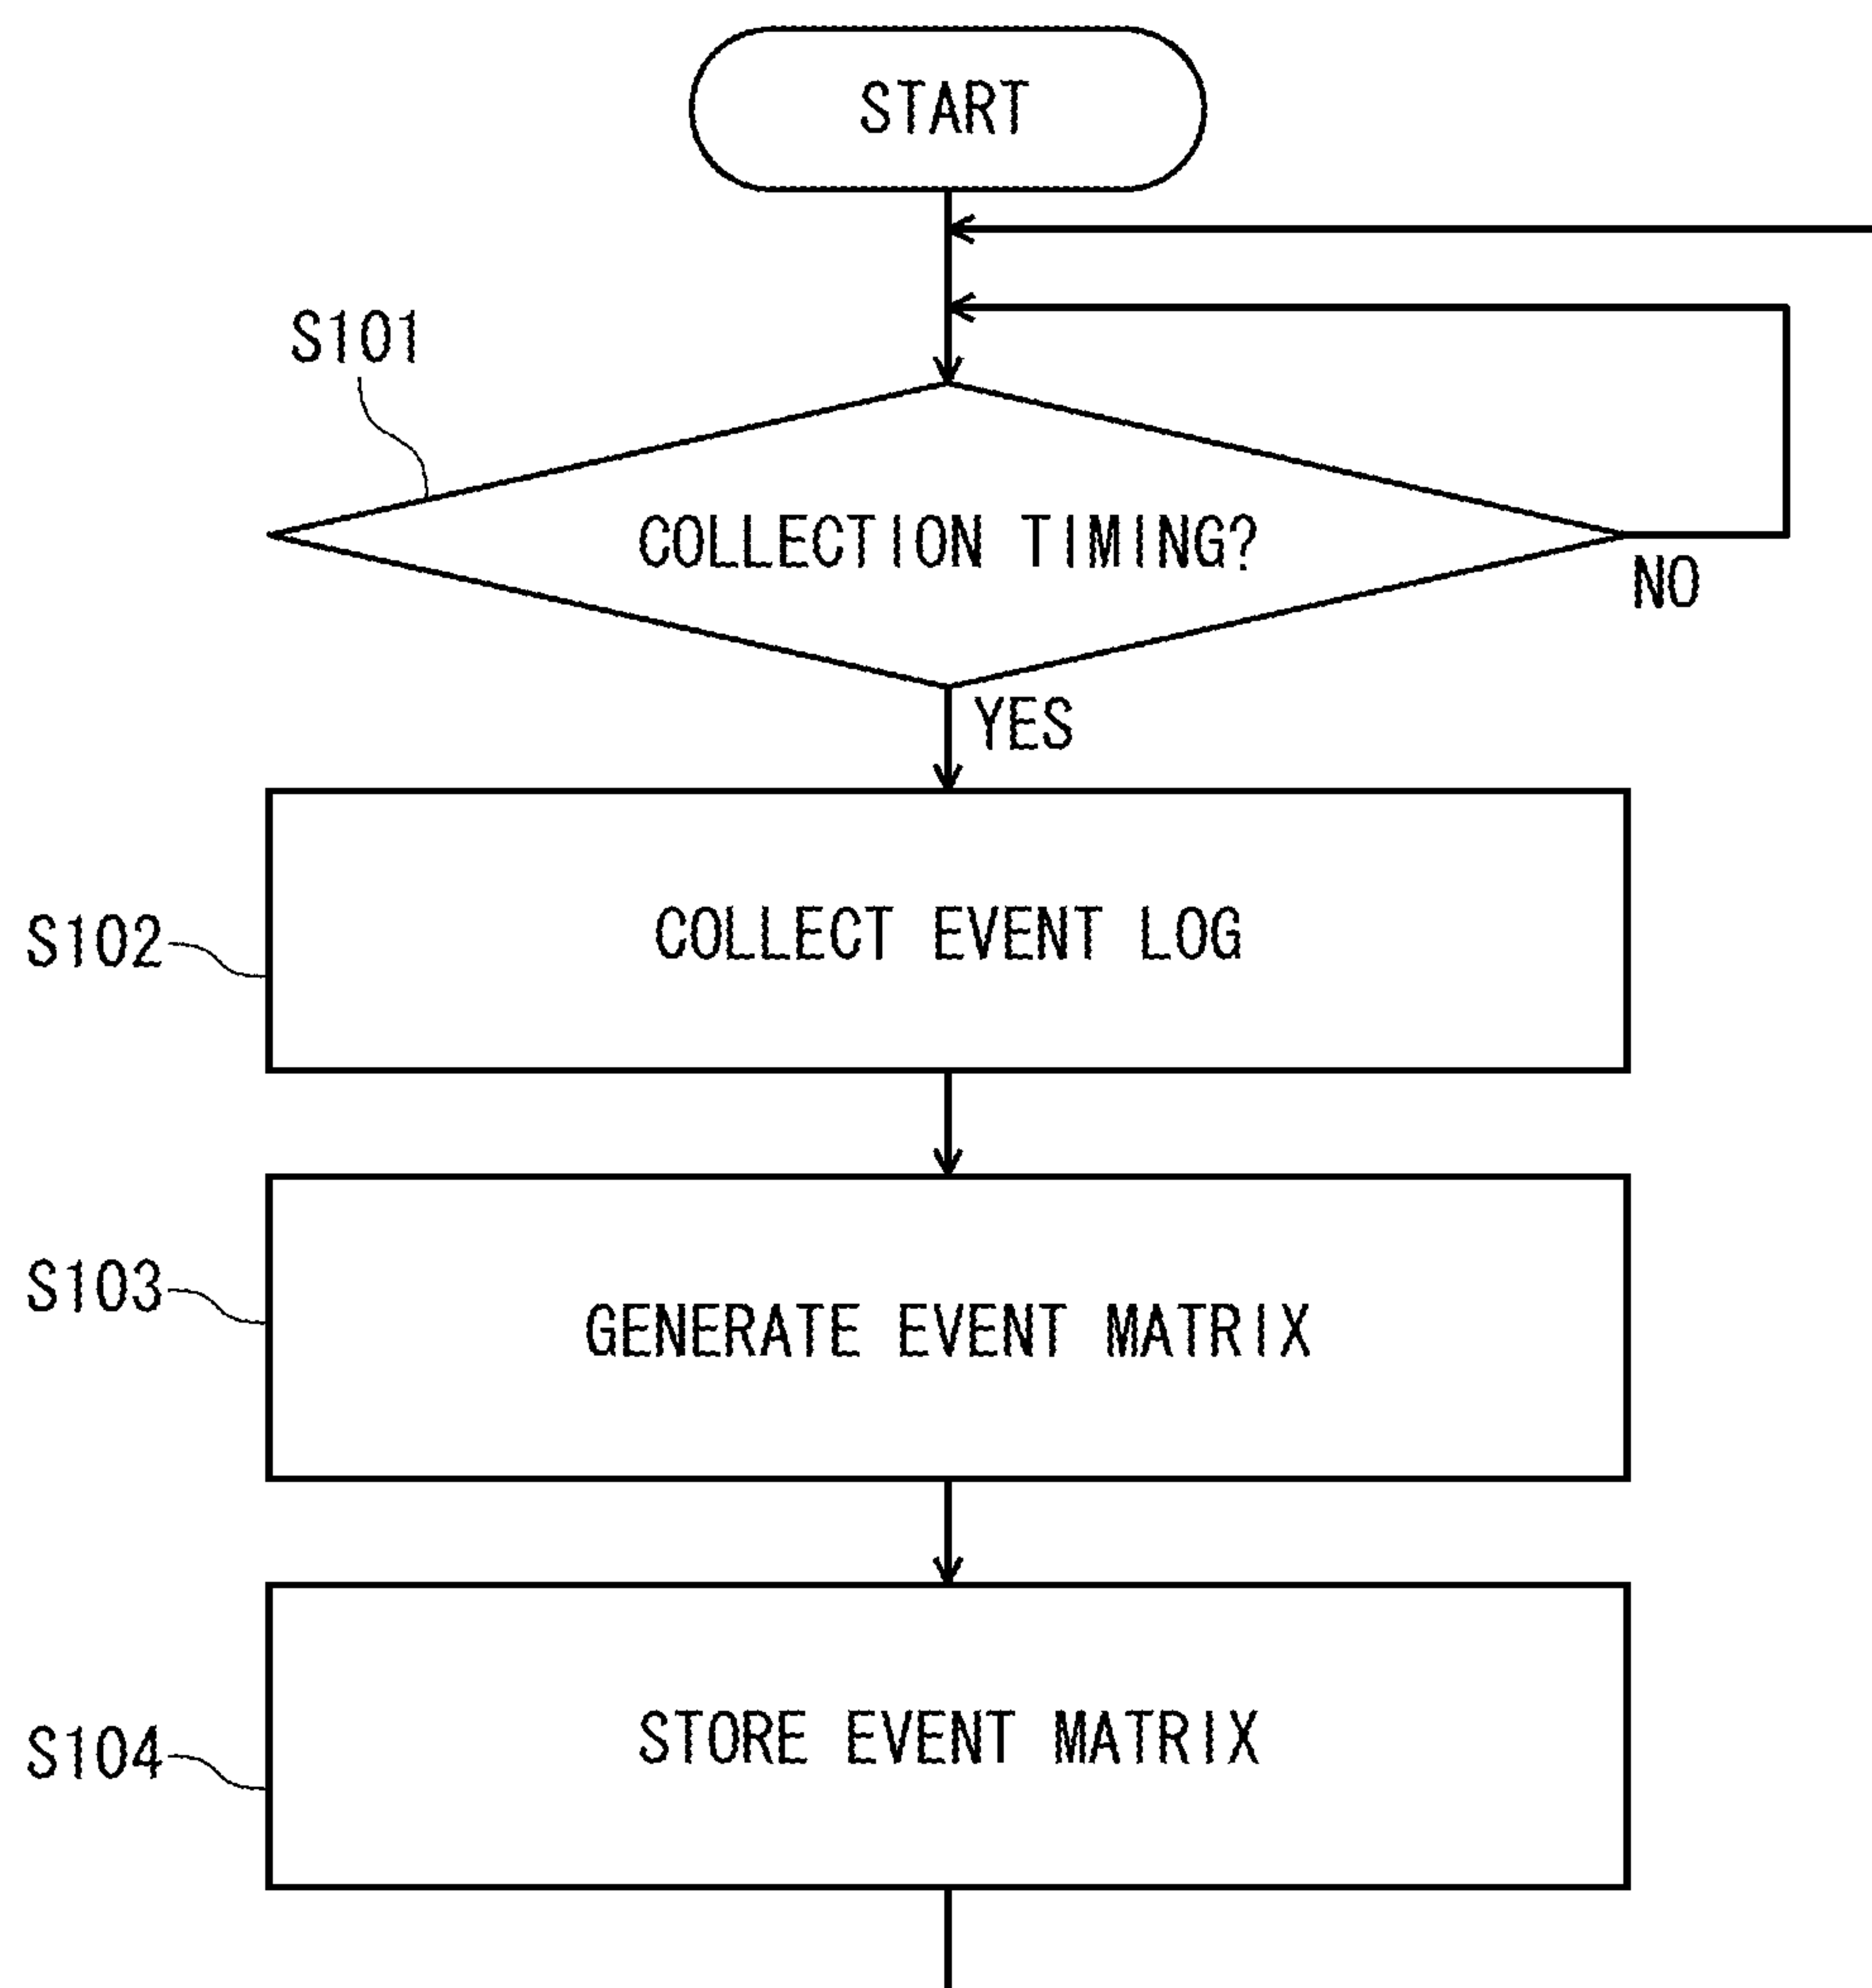 START
S101
COLLECTION TIMING?
NO
YES
S102
COLLECT EVENT LOG
S103
GENERATE EVENT MATRIX
S104
STORE EVENT MATRIX